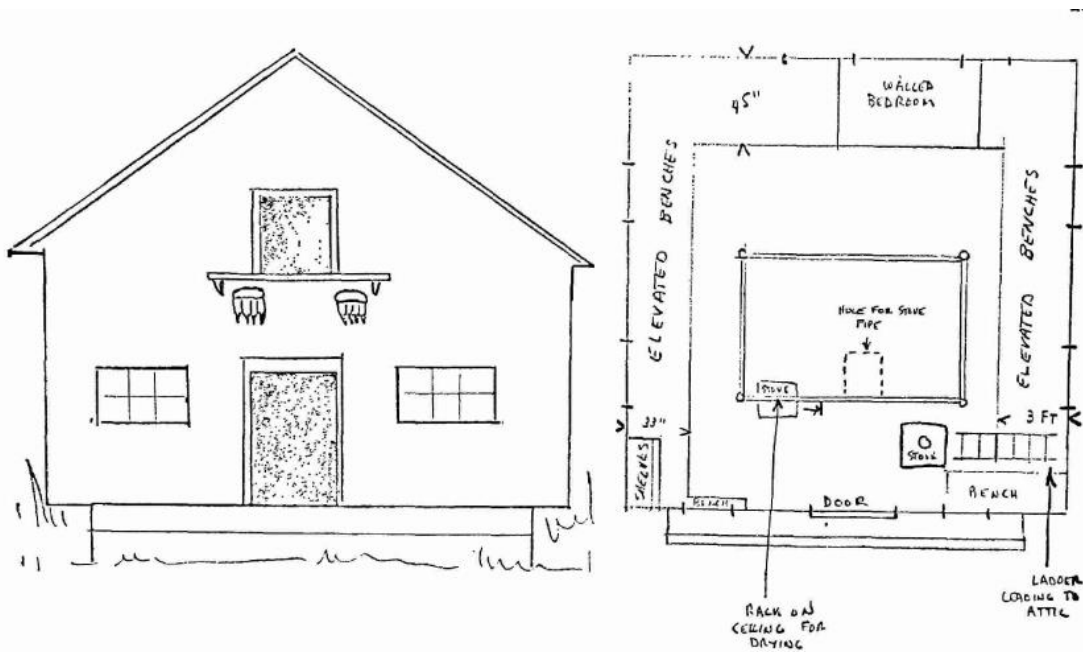 WALLED
BEDROOM
45"
ELEVATED BENCHES
ELEVATED BENCHES
HOLE FOR STOVE
PIPE
STOVE
33"
3 FT
STOVE
SHELVES
BENCH
DOOR
BENCH
LADDER
LEADING TO
ATTIC
RACK ON
CEILING FOR
DRYING